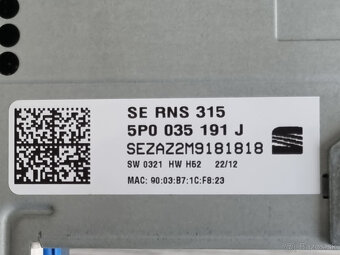 SE RNS 315
5P0 035 191 J
SEZAZ2M9181818
SW 0321 HW H62 22/12
MAC: 90:03:B7:1C:F8:23